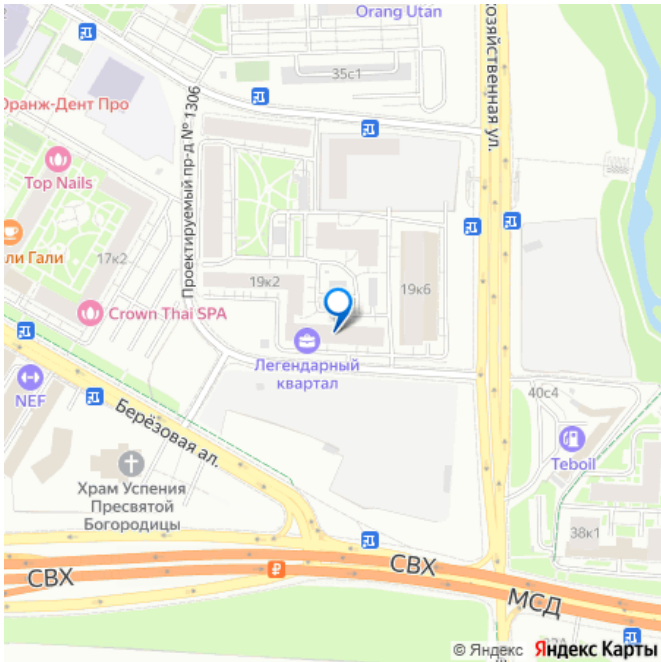 Orang Utan
35с1
хозяйственная ул.
Оранж-Дент Про
Проектируемый пр-д № 1306
Top Nails
17к2
ли Гали
Crown Thai SPA
19к2
19к6
Легендарный
квартал
NEF
Берёзовая ал.
40с4
Teboil
Храм Успения
Пресвятой
Богородицы
38к1
СВХ
СВХ
МСД
© Яндекс Яндекс Карты